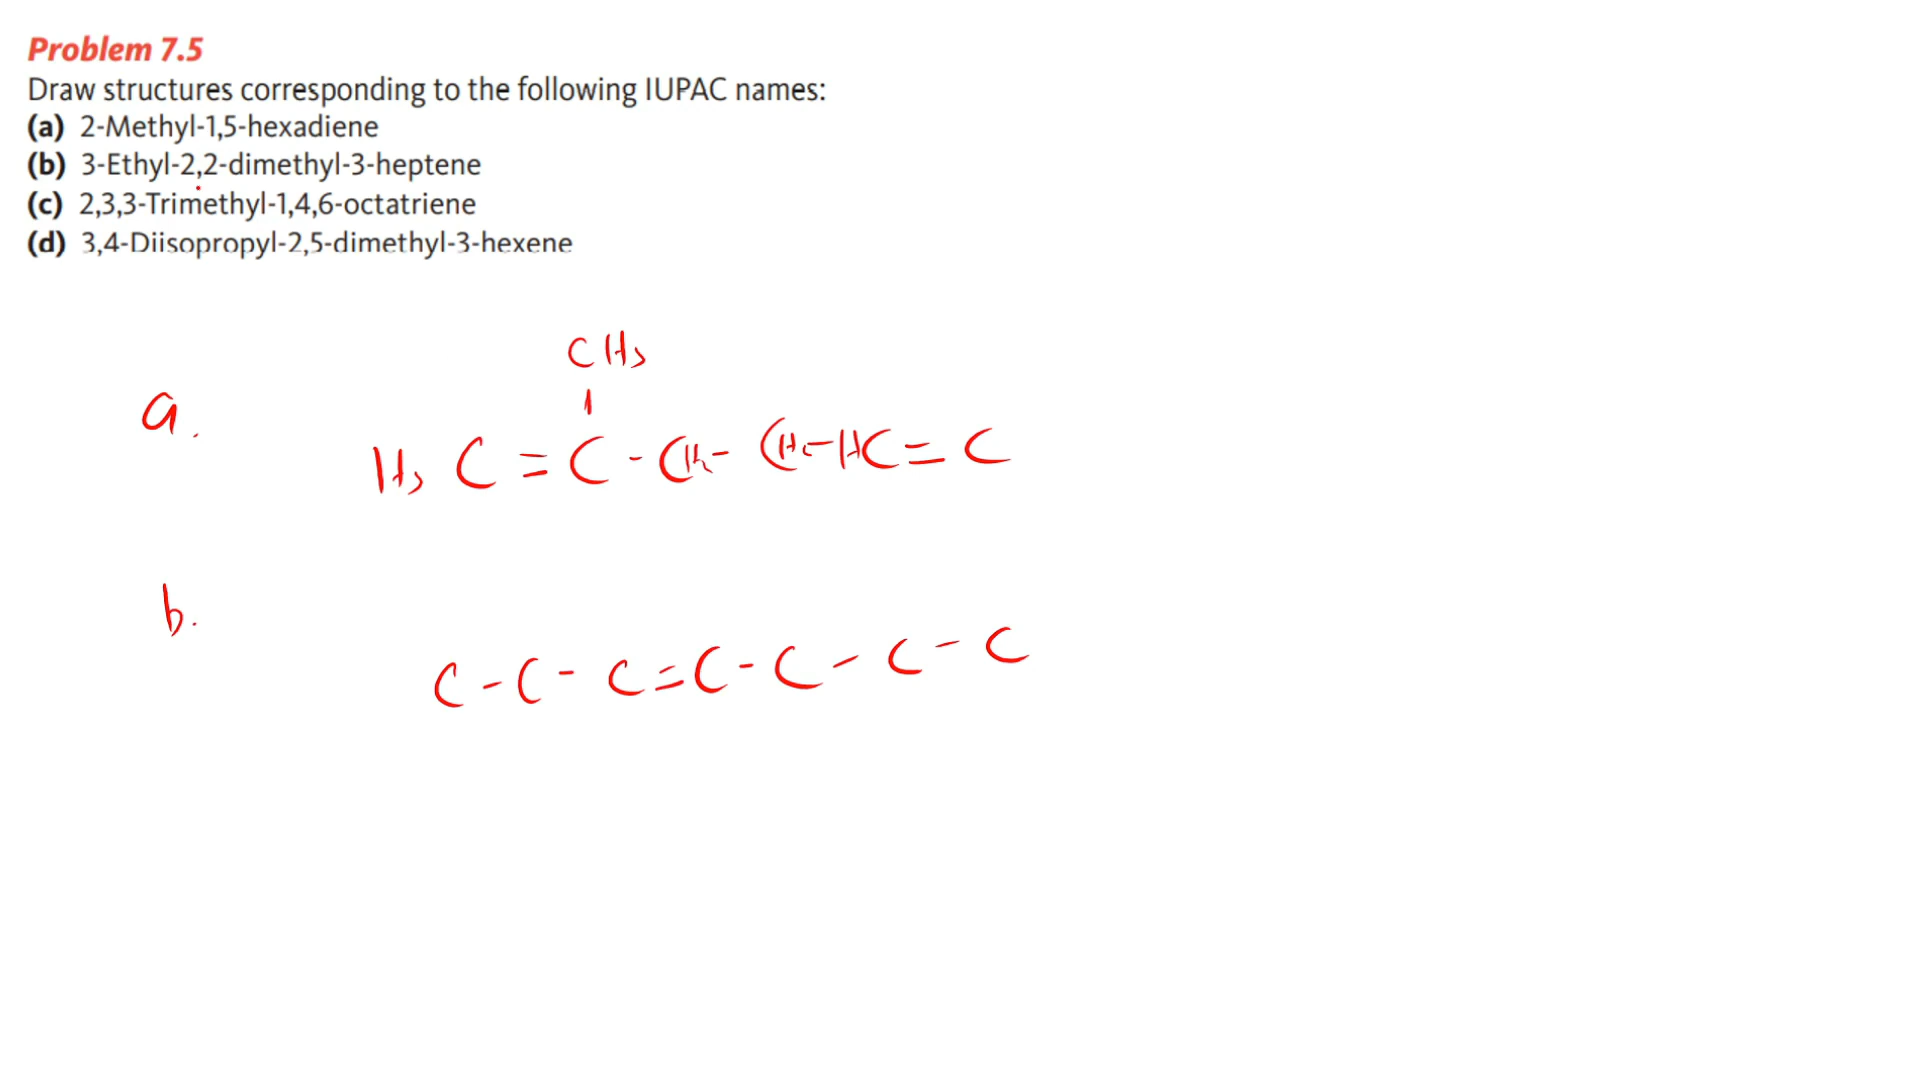 Problem 7.5
Draw structures corresponding to the following IUPAC names:
(a) 2-Methyl-1,5-hexadiene
(b) 3-Ethyl-2,2-dimethyl-3-heptene
(c) 2,3,3-Trimethyl-1,4,6-octatriene
(d) 3,4-Diisopropyl-2,5-dimethyl-3-hexene
CH3
a.
H3 C = C - CH2 - CH2 - HC = C
b.
C - C - C = C - C - C - C